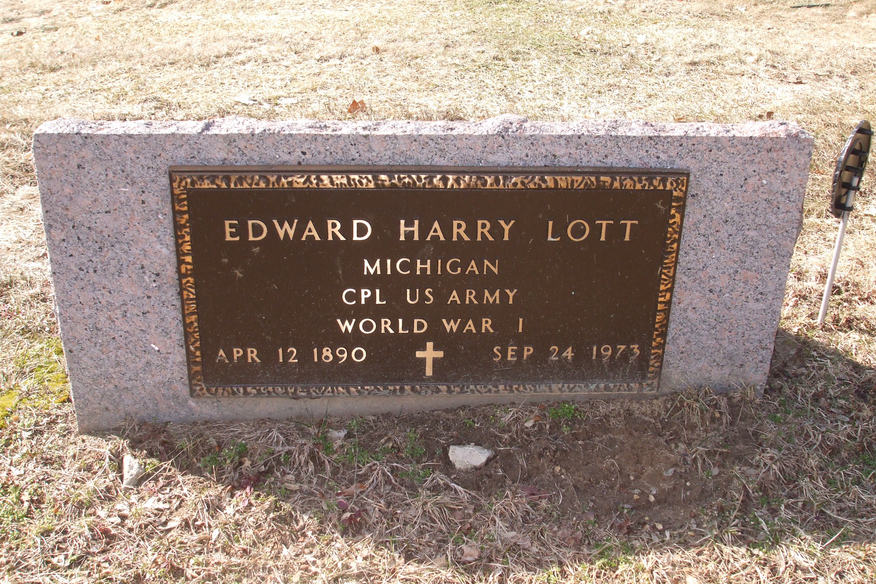 EDWARD HARRY LOTT
MICHIGAN
CPL US ARMY
WORLD WAR I
APR 12 1890 SEP 24 1973